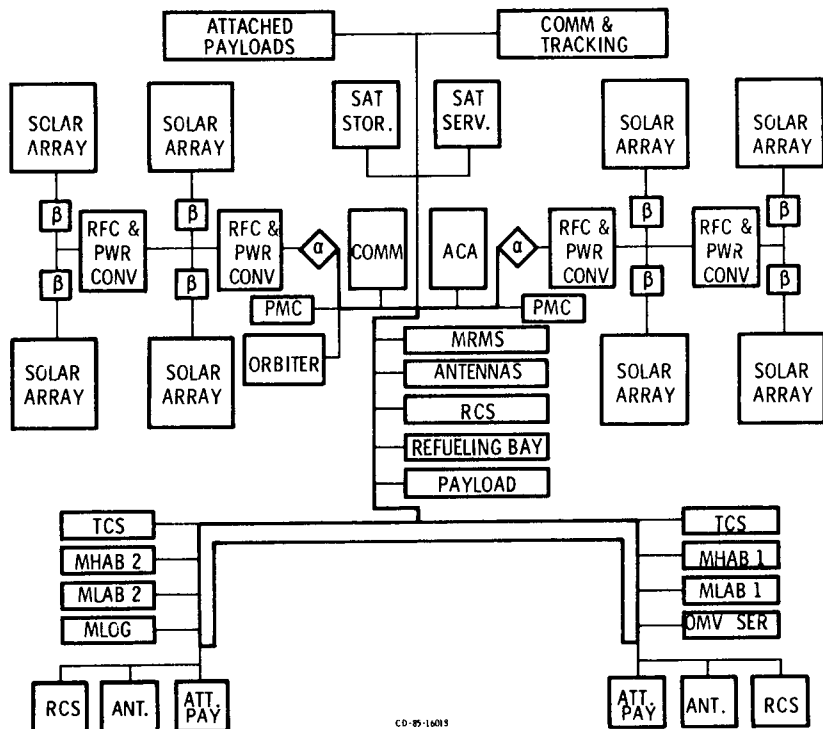 ATTACHED
PAYLOADS
COMM &
TRACKING
SAT
STOR.
SAT
SERV.
SOLAR
ARRAY
SOLAR
ARRAY
SOLAR
ARRAY
SOLAR
ARRAY
β
β
β
β
RFC &
PWR
CONV
RFC &
PWR
CONV
α
COMM
ACA
α
RFC &
PWR
CONV
RFC &
PWR
CONV
β
β
β
β
PMC
PMC
SOLAR
ARRAY
SOLAR
ARRAY
ORBITER
SOLAR
ARRAY
SOLAR
ARRAY
MRMS
ANTENNAS
RCS
REFUELING BAY
PAYLOAD
TCS
MHAB 2
MLAB 2
MLOG
TCS
MHAB 1
MLAB 1
OMV SER
RCS
ANT.
ATT.
PAY
ATT.
PAY
ANT.
RCS
CD-85-16013